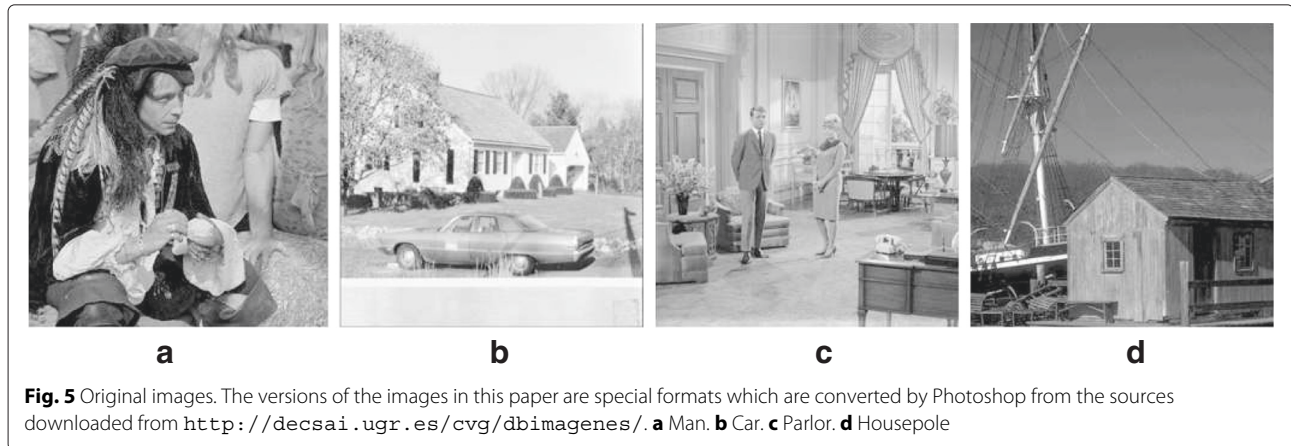 a
b
c
d
Fig. 5 Original images. The versions of the images in this paper are special formats which are converted by Photoshop from the sources
downloaded from http://decsai.ugr.es/cvg/dbimagenes/. a Man. b Car. c Parlor. d Housepole